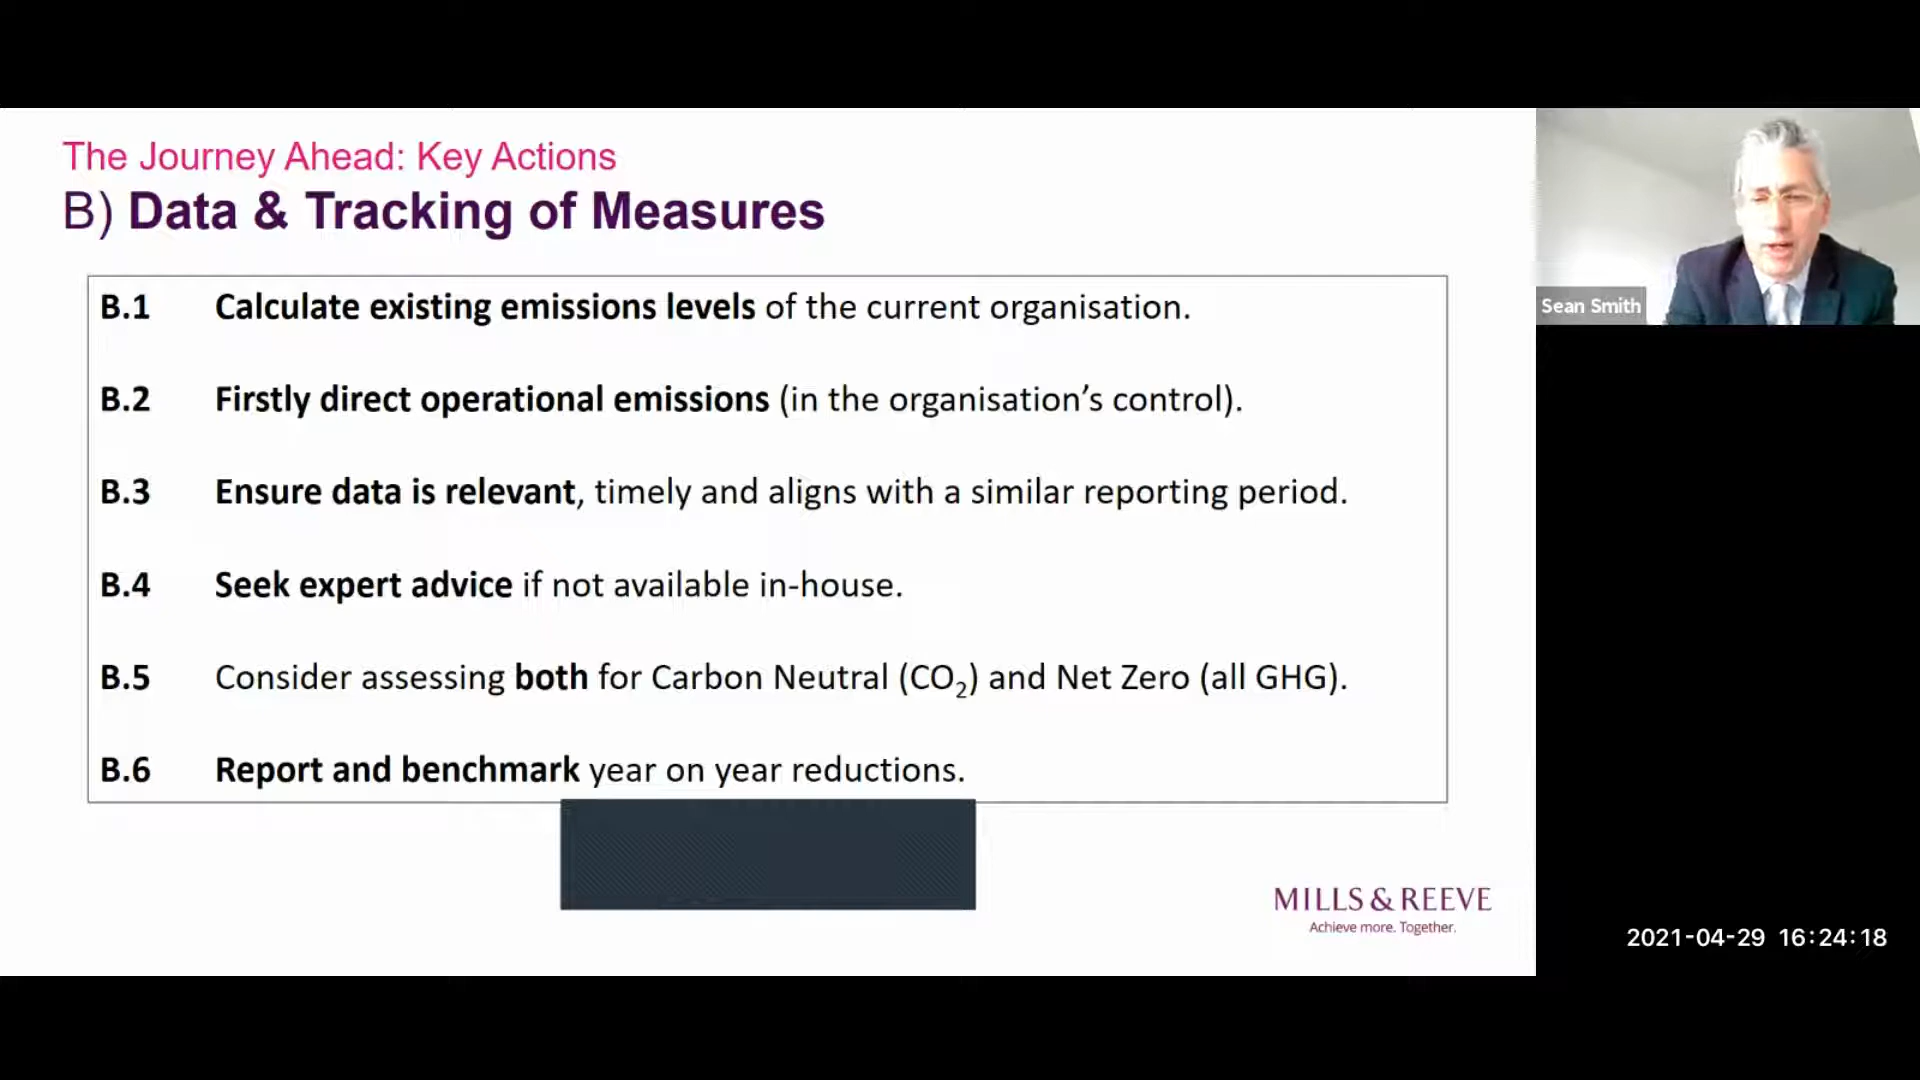 The Journey Ahead: Key Actions
B) Data & Tracking of Measures
B.1 Calculate existing emissions levels of the current organisation.
B.2 Firstly direct operational emissions (in the organisation’s control).
B.3 Ensure data is relevant, timely and aligns with a similar reporting period.
B.4 Seek expert advice if not available in-house.
B.5 Consider assessing both for Carbon Neutral (CO₂) and Net Zero (all GHG).
B.6 Report and benchmark year on year reductions.
MILLS & REEVE
Achieve more. Together.
Sean Smith
2021-04-29 16:24:18